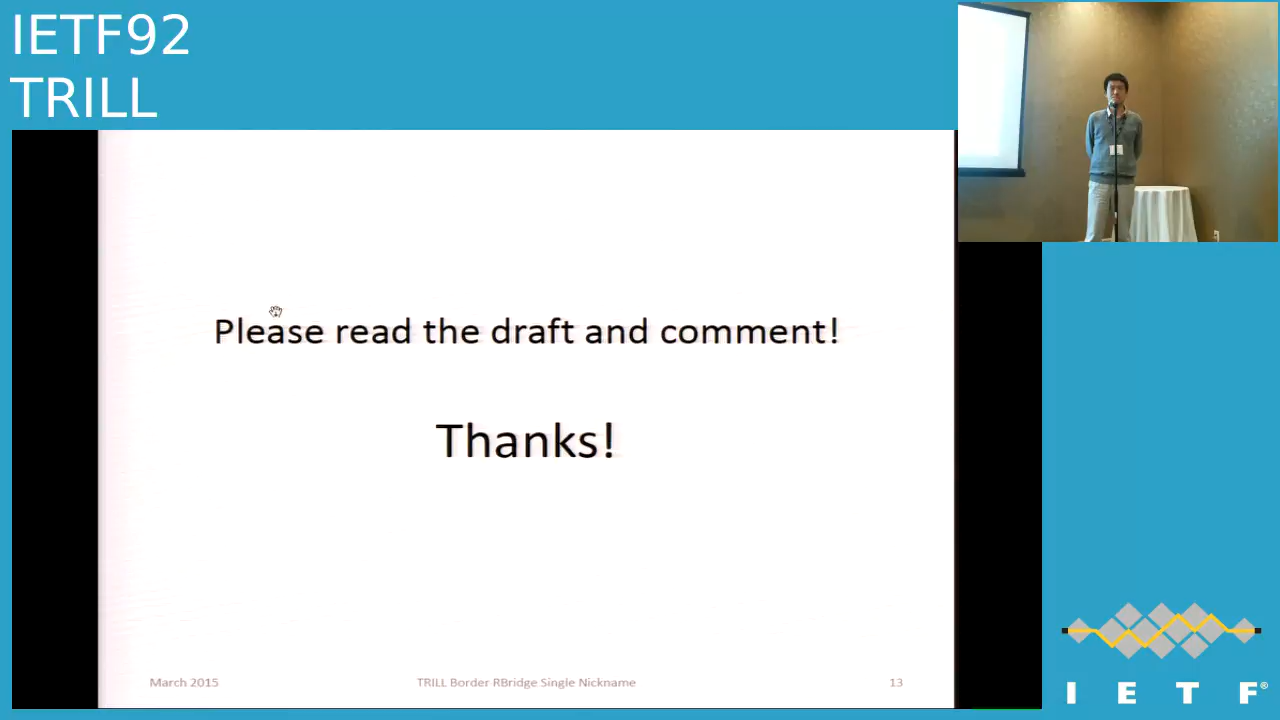 IETF92
TRILL
Please read the draft and comment!
Thanks!
March 2015
TRILL Border RBridge Single Nickname
13
I E T F®